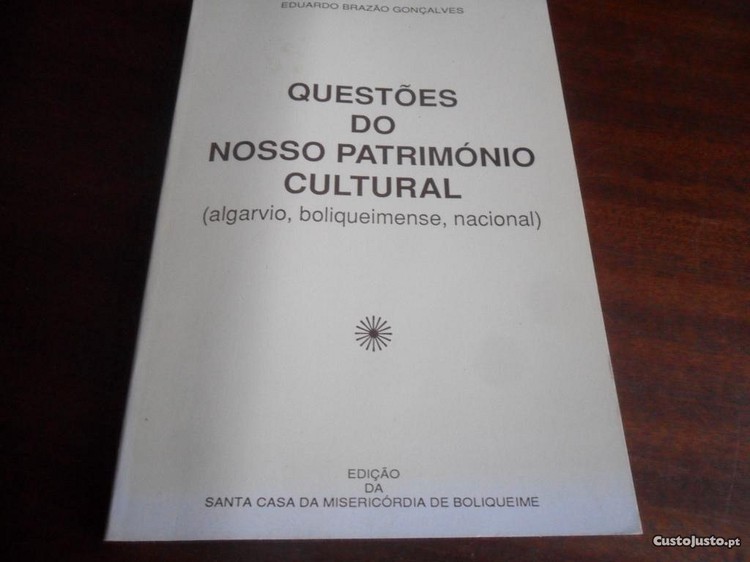 EDUARDO BRAZÃO GONÇALVES
QUESTÕES
DO
NOSSO PATRIMÓNIO
CULTURAL
(algarvio, boliqueimense, nacional)
EDIÇÃO
DA
SANTA CASA DA MISERICÓRDIA DE BOLIQUEIME
CustoJusto.pt